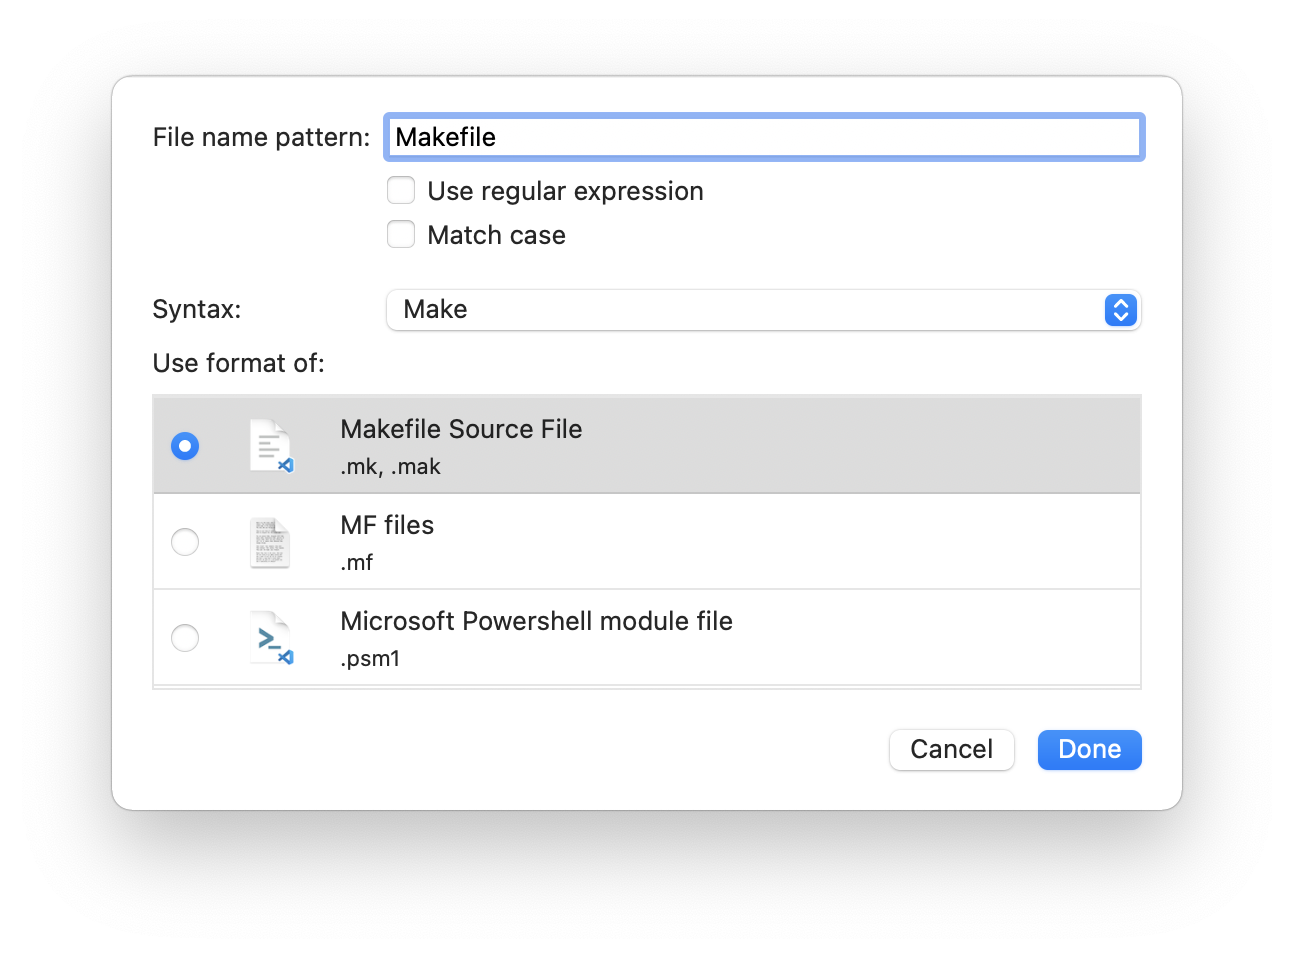 File name pattern: Makefile
Use regular expression
Match case
Syntax: Make
Use format of:
Makefile Source File
.mk, .mak
MF files
.mf
Microsoft Powershell module file
.psm1
Cancel Done